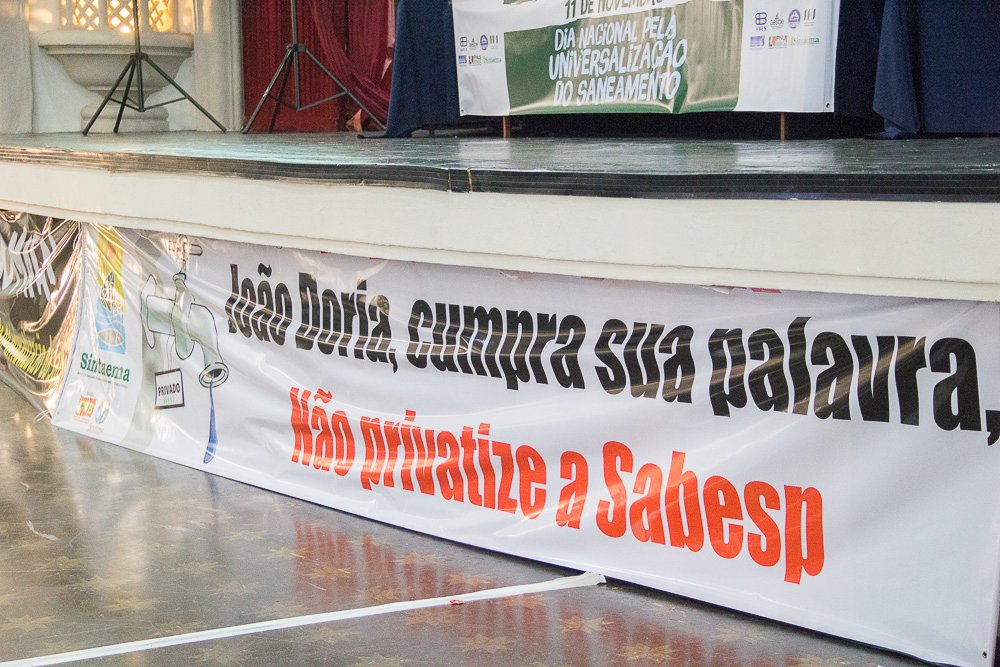 11 DE NOVEMBRO
DIA NACIONAL PELA
UNIVERSALIZAÇÃO
DO SANEAMENTO
Sintaema
João Doria, cumpra sua palavra,
Não privatize a Sabesp
Sintaema
PRIVADO